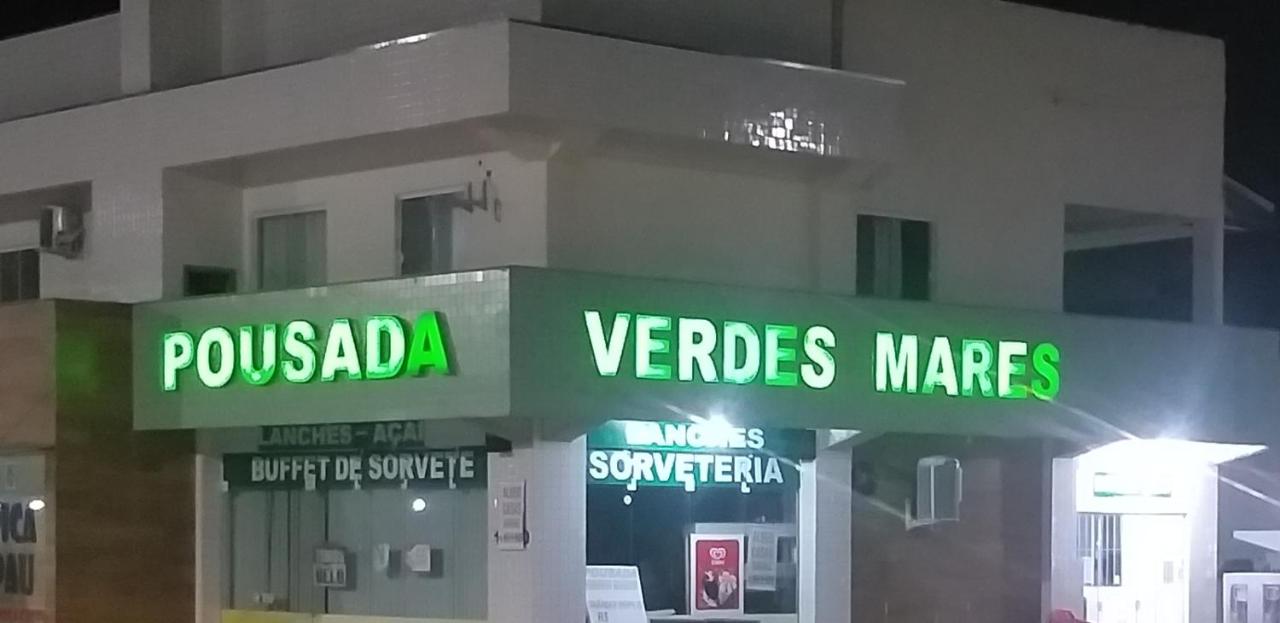 POUSADA
VERDES MARES
LANCHES - AÇAÍ
BUFFET DE SORVETE
LANCHES
SORVETERIA